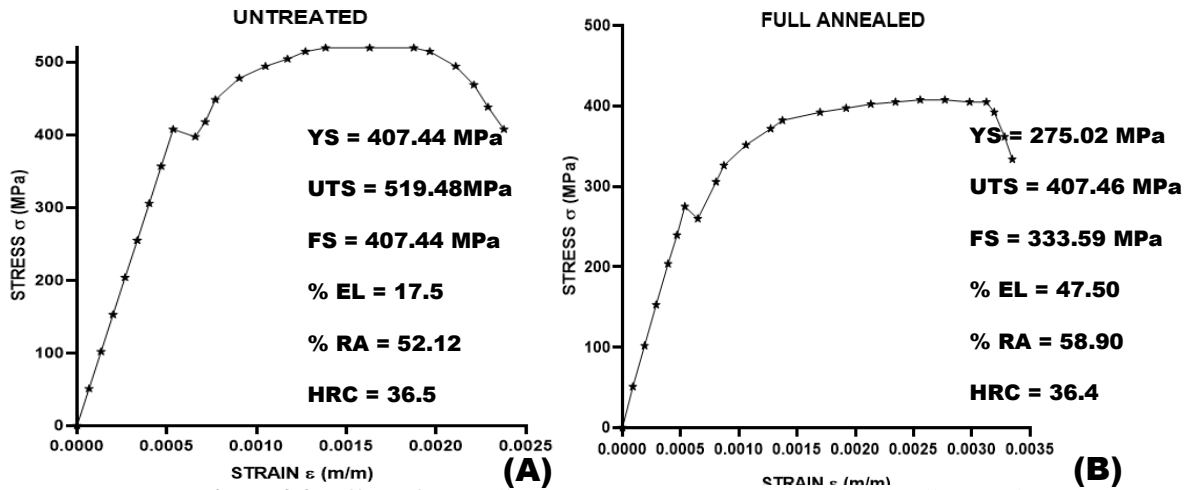 UNTREATED
STRESS σ (MPa)
500
400
300
200
100
0
YS = 407.44 MPa
UTS = 519.48MPa
FS = 407.44 MPa
% EL = 17.5
% RA = 52.12
HRC = 36.5
0.0000 0.0005 0.0010 0.0015 0.0020 0.0025
STRAIN ε (m/m)
(A)
FULL ANNEALED
STRESS σ (MPa)
500
400
300
200
100
0
YS = 275.02 MPa
UTS = 407.46 MPa
FS = 333.59 MPa
% EL = 47.50
% RA = 58.90
HRC = 36.4
0.0000 0.0005 0.0010 0.0015 0.0020 0.0025 0.0030 0.0035
STRAIN ε (m/m)
(B)